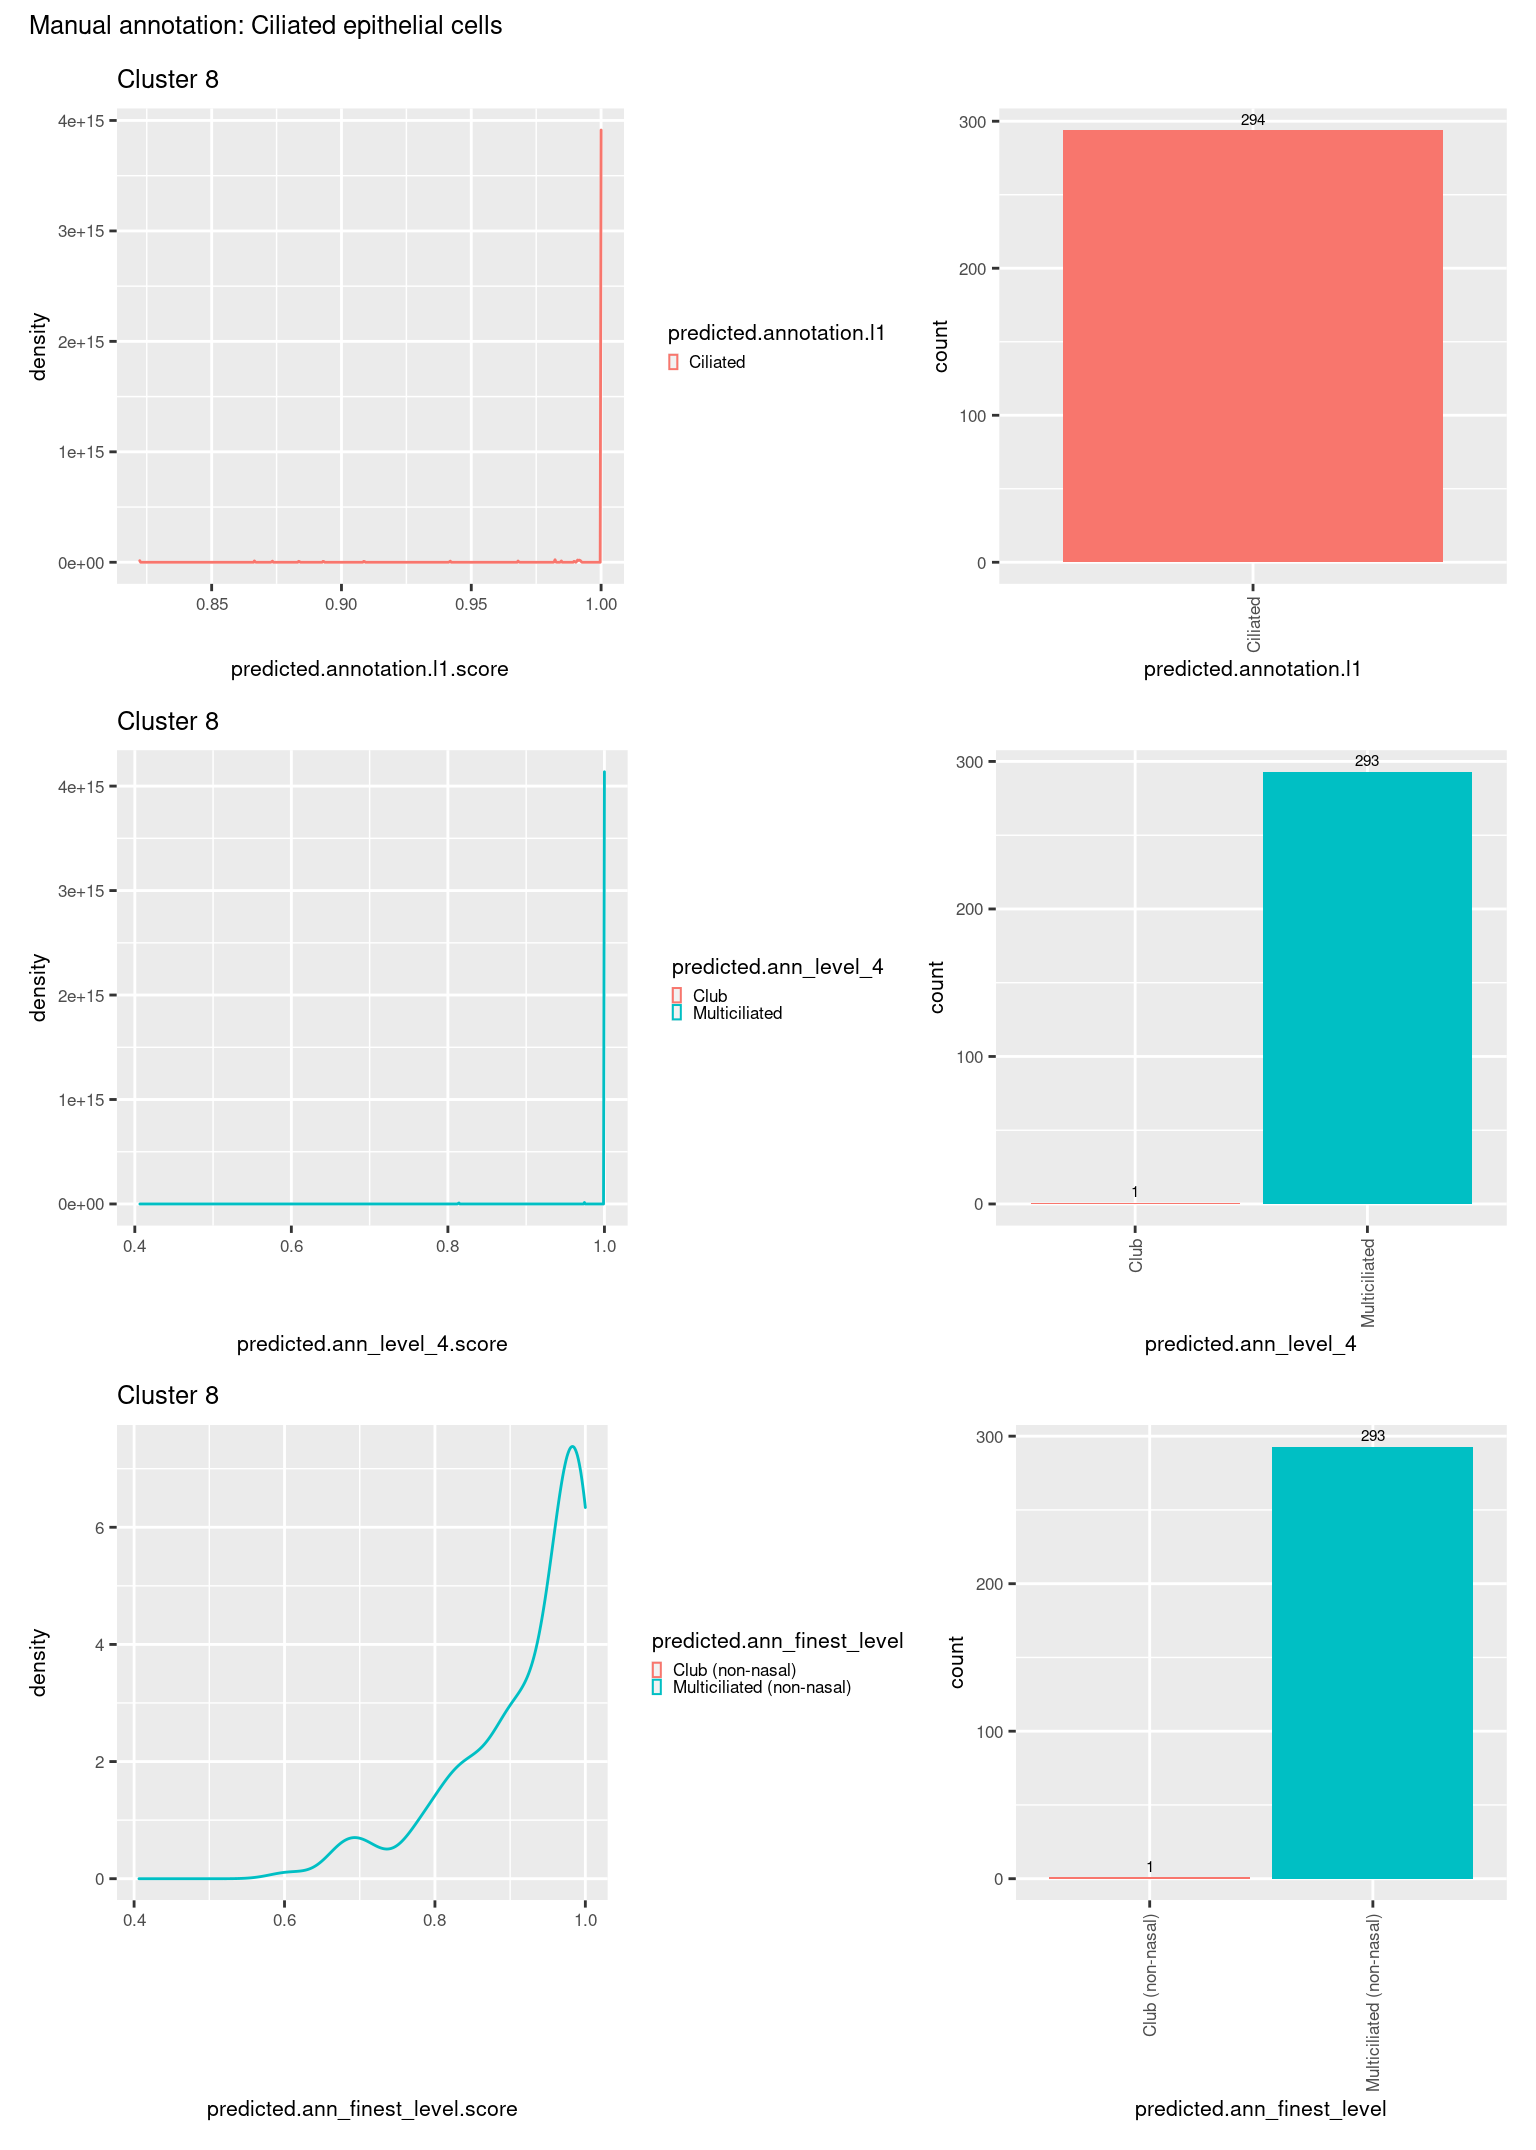 Manual annotation: Ciliated epithelial cells
Cluster 8
4e+15
3e+15
2e+15
1e+15
0e+00
density
0.85 0.90 0.95 1.00
predicted.annotation.l1.score
predicted.annotation.l1
Ciliated
300
200
100
0
count
294
Ciliated
predicted.annotation.l1
Cluster 8
4e+15
3e+15
2e+15
1e+15
0e+00
density
0.4 0.6 0.8 1.0
predicted.ann_level_4.score
predicted.ann_level_4
Club
Multiciliated
300
200
100
0
count
1
293
Club
Multiciliated
predicted.ann_level_4
Cluster 8
6
4
2
0
density
0.4 0.6 0.8 1.0
predicted.ann_finest_level.score
predicted.ann_finest_level
Club (non-nasal)
Multiciliated (non-nasal)
300
200
100
0
count
1
293
Club (non-nasal)
Multiciliated (non-nasal)
predicted.ann_finest_level